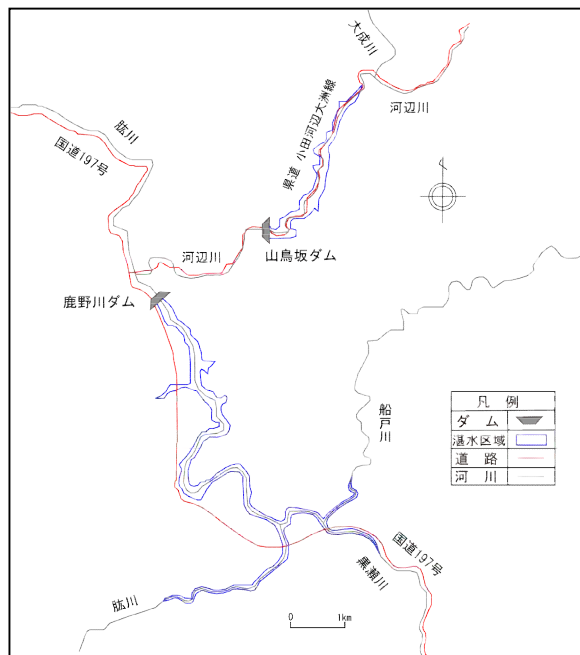 大成川
河辺川
県道 小田河辺大洲線
肱川
国道197号
河辺川
山鳥坂ダム
鹿野川ダム
船戸川
凡 例
ダ ム
湛水区域
道 路
河 川
国道197号
黒瀬川
肱川
0 1km